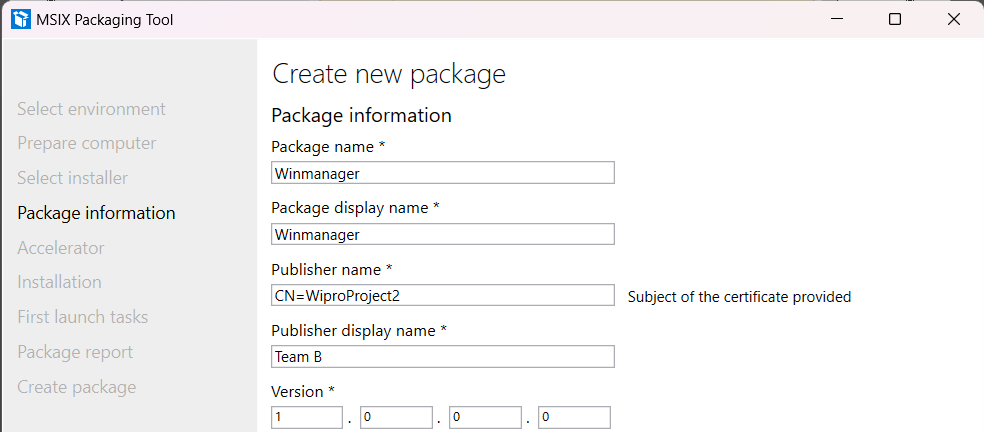 MSIX Packaging Tool
Select environment
Prepare computer
Select installer
Package information
Accelerator
Installation
First launch tasks
Package report
Create package
Create new package
Package information
Package name *
Winmanager
Package display name *
Winmanager
Publisher name *
CN=WiproProject2 Subject of the certificate provided
Publisher display name *
Team B
Version *
1 . 0 . 0 . 0